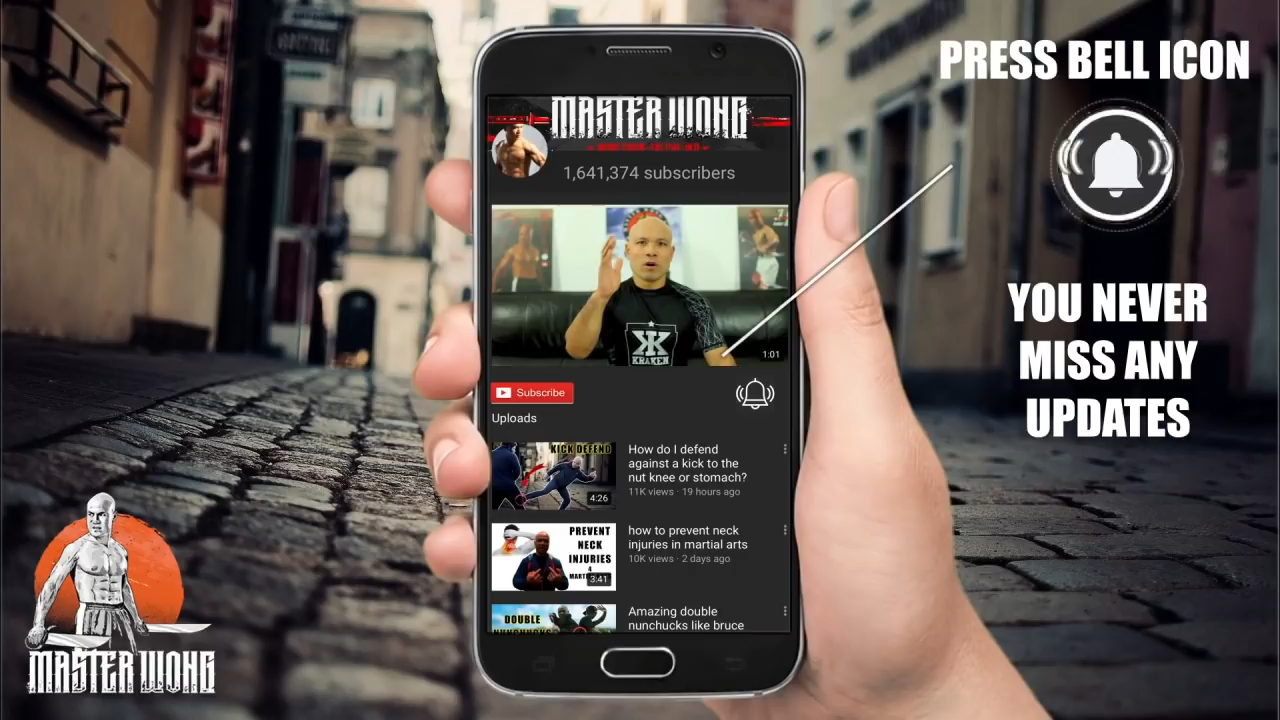 PRESS BELL ICON
MASTER WONG
1,641,374 subscribers
KRAKEN
1:01
Subscribe
Uploads
YOU NEVER
MISS ANY
UPDATES
KICK DEFEND
4:26
How do I defend
against a kick to the
nut knee or stomach?
11K views · 19 hours ago
PREVENT
NECK
INJURIES
4
3:41
how to prevent neck
injuries in martial arts
10K views · 2 days ago
DOUBLE
Amazing double
nunchucks like bruce
MASTER WONG